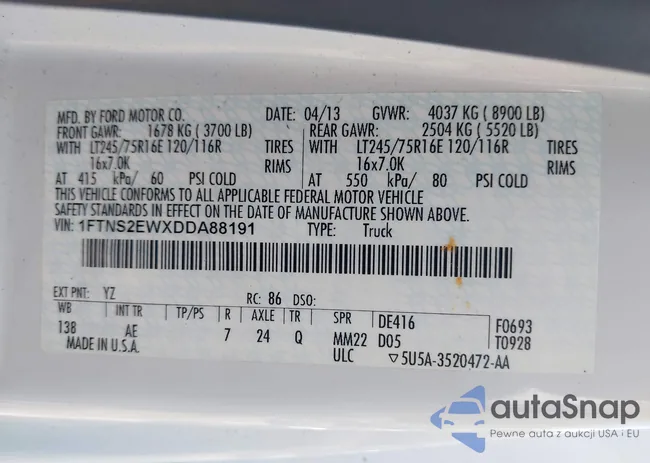 MFD. BY FORD MOTOR CO. DATE: 04/13 GVWR: 4037 KG ( 8900 LB)
FRONT GAWR: 1678 KG ( 3700 LB) REAR GAWR: 2504 KG ( 5520 LB)
WITH LT245/75R16E 120/116R TIRES WITH LT245/75R16E 120/116R TIRES
16x7.0K RIMS 16x7.0K RIMS
AT 415 kPa/ 60 PSI COLD AT 550 kPa/ 80 PSI COLD
THIS VEHICLE CONFORMS TO ALL APPLICABLE FEDERAL MOTOR VEHICLE
SAFETY STANDARDS IN EFFECT ON THE DATE OF MANUFACTURE SHOWN ABOVE.
VIN: 1FTNS2EWXDDA88191 TYPE: Truck
EXT PNT: YZ RC: 86 DSO:
WB INT TR TP/PS R AXLE TR SPR DE416 F0693
138 AE 7 24 Q MM22 D05 T0928
MADE IN U.S.A. ULC ▽5U5A-3520472-AA
autaSnap
Pewne auta z aukcji USA i EU